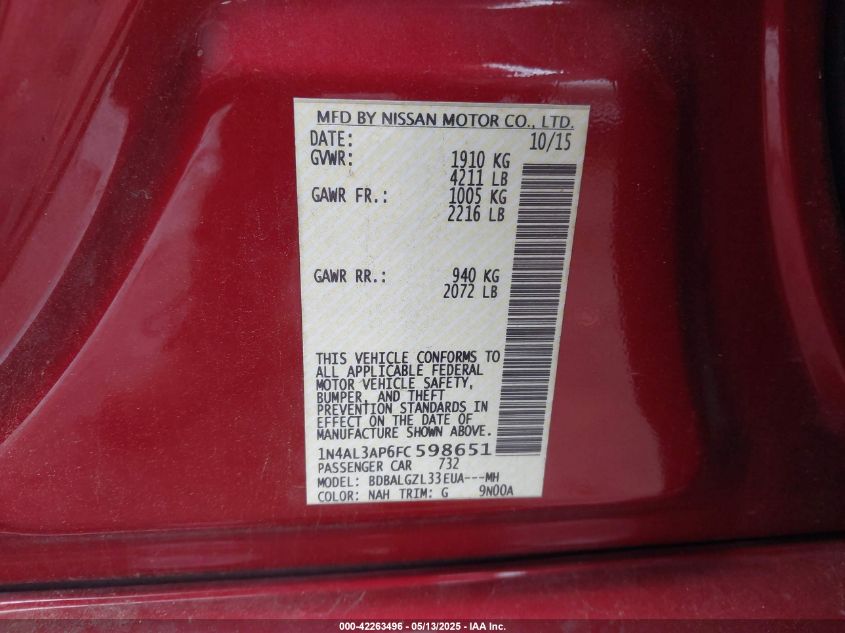 MFD BY NISSAN MOTOR CO., LTD.
DATE: 10/15
GVWR: 1910 KG
4211 LB
GAWR FR.: 1005 KG
2216 LB
GAWR RR.: 940 KG
2072 LB
THIS VEHICLE CONFORMS TO
ALL APPLICABLE FEDERAL
MOTOR VEHICLE SAFETY,
BUMPER, AND THEFT
PREVENTION STANDARDS IN
EFFECT ON THE DATE OF
MANUFACTURE SHOWN ABOVE.
1N4AL3AP6FC598651
PASSENGER CAR 732
MODEL: BDBALGZL33EUA---MH
COLOR: NAH TRIM: G 9N00A
000-42263496 - 05/13/2025 - IAA Inc.